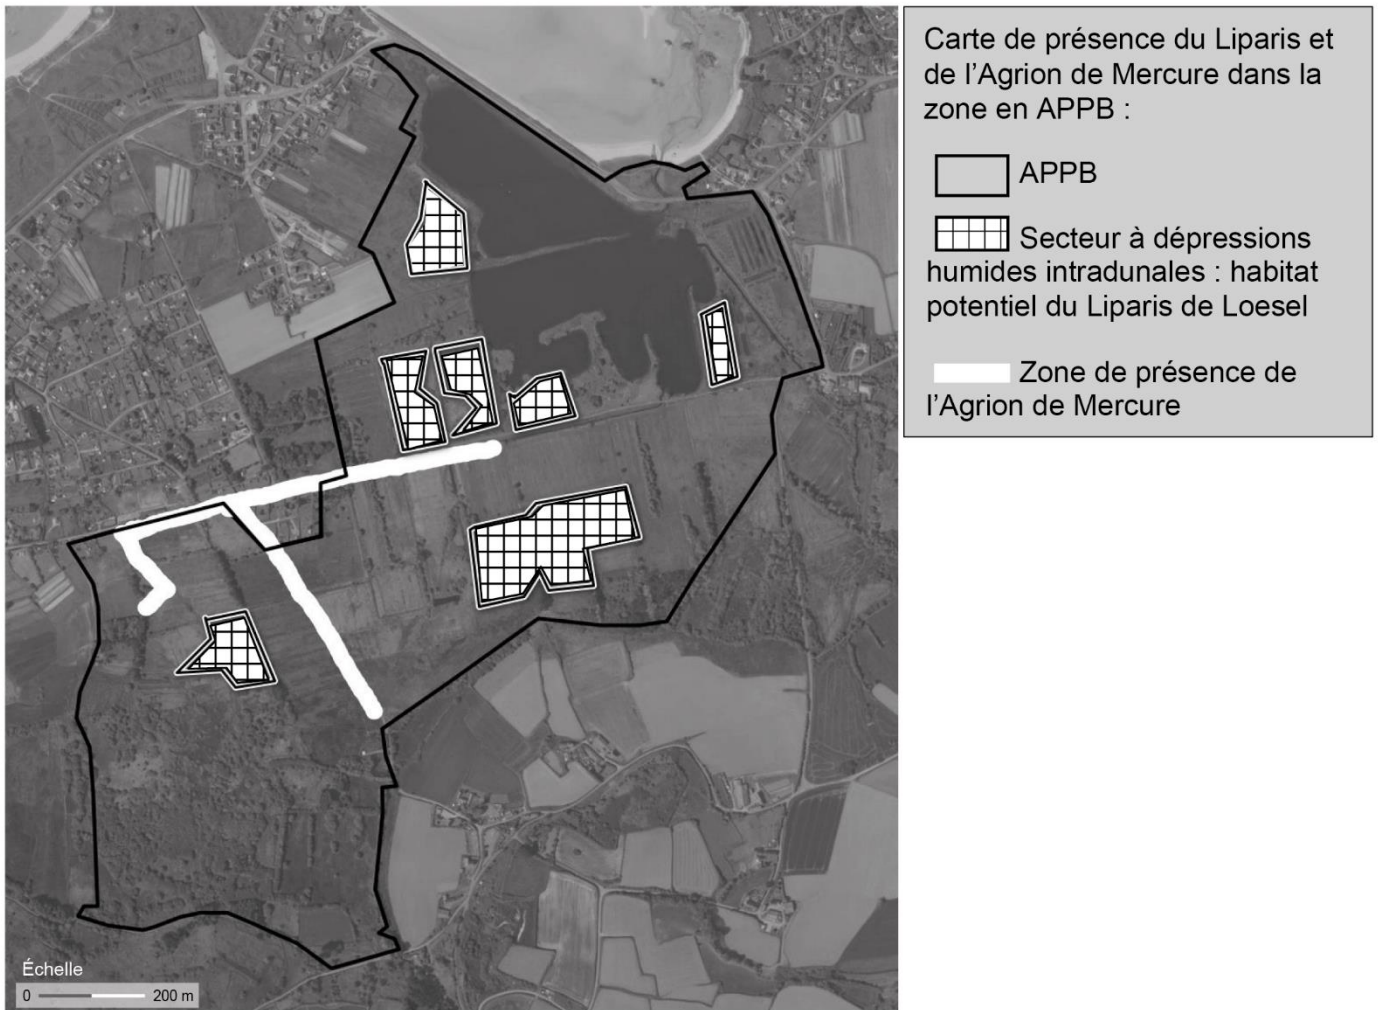 Carte de présence du Liparis et
de l'Agrion de Mercure dans la
zone en APPB :
APPB
Secteur à dépressions
humides intradunales : habitat
potentiel du Liparis de Loesel
Zone de présence de
l'Agrion de Mercure
Échelle
0 200 m